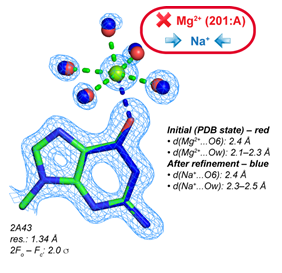 Mg²⁺ (201:A)
Na⁺
Initial (PDB state) – red
• d(Mg²⁺...O6): 2.4 Å
• d(Mg²⁺...Ow): 2.1–2.3 Å
After refinement – blue
• d(Na⁺...O6): 2.4 Å
• d(Na⁺...Ow): 2.3–2.5 Å
2A43
res.: 1.34 Å
2Fₒ – F꜀: 2.0 σ